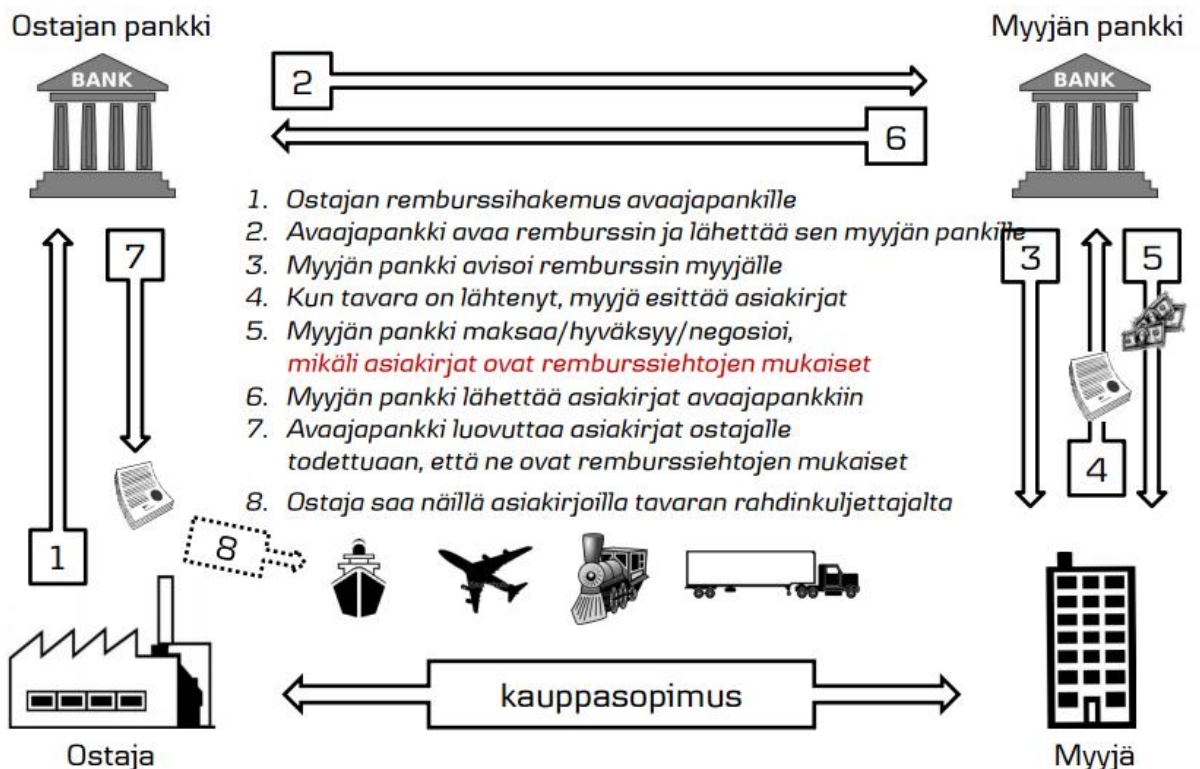 Ostajan pankki
Myyjän pankki
BANK
BANK
2
6
1. Ostajan remburssihakemus avaajapankille
2. Avaajapankki avaa remburssin ja lähettää sen myyjän pankille
3. Myyjän pankki avisoi remburssin myyjälle
4. Kun tavara on lähtenyt, myyjä esittää asiakirjat
5. Myyjän pankki maksaa/hyväksyy/negosioi,
mikäli asiakirjat ovat remburssiehtojen mukaiset
6. Myyjän pankki lähettää asiakirjat avaajapankkiin
7. Avaajapankki luovuttaa asiakirjat ostajalle
todettuaan, että ne ovat remburssiehtojen mukaiset
8. Ostaja saa näillä asiakirjoilla tavaran rahdinkuljettajalta
7
3
5
4
1
8
kauppasopimus
Ostaja
Myyjä